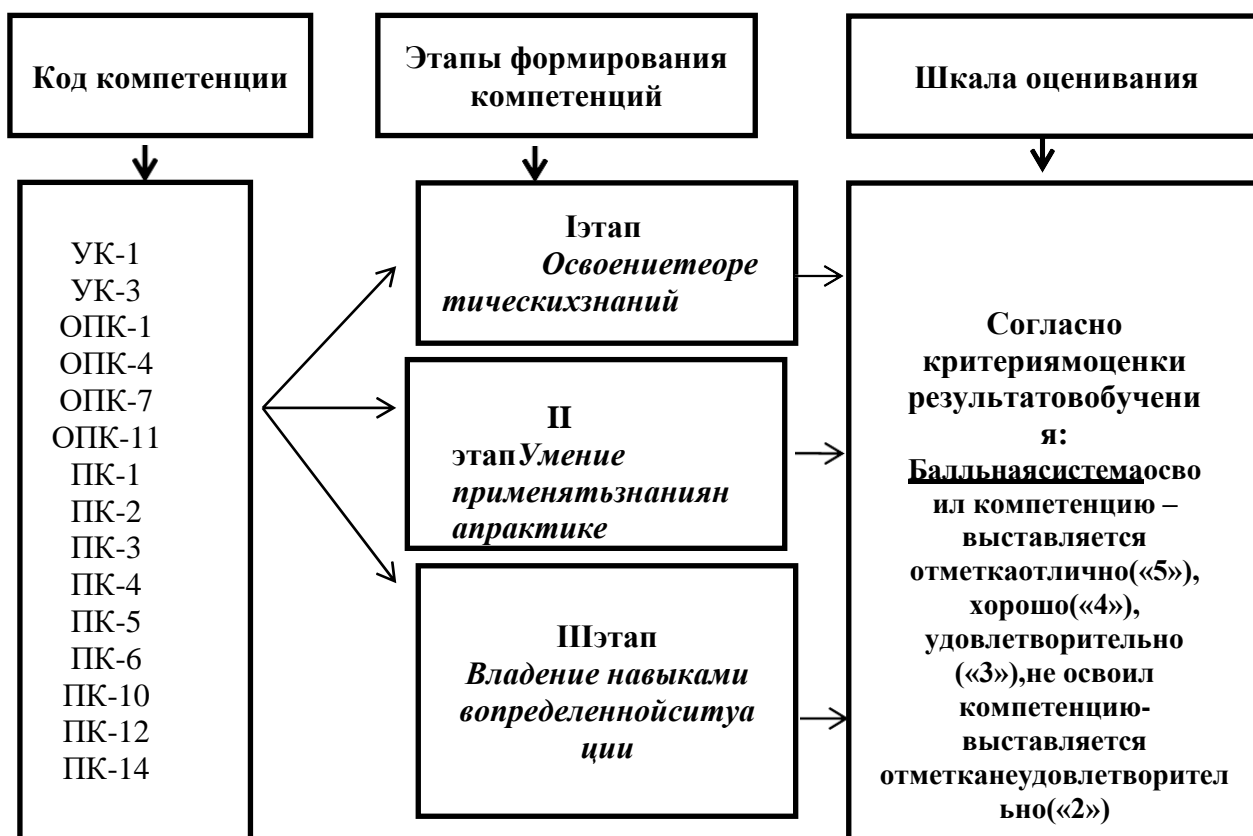 Код компетенции
Этапы формирования
компетенций
Шкала оценивания
УК-1
УК-3
ОПК-1
ОПК-4
ОПК-7
ОПК-11
ПК-1
ПК-2
ПК-3
ПК-4
ПК-5
ПК-6
ПК-10
ПК-12
ПК-14
Iэтап
Освоениетеоре
тическихзнаний
II
этапУмение
применятьзнаниян
апрактике
IIIэтап
Владение навыками
вопределеннойситуа
ции
Согласно
критериямоценки
результатовобучени
я:
Балльнаясистемаосво
ил компетенцию –
выставляется
отметкаотлично(«5»),
хорошо(«4»),
удовлетворительно
(«3»),не освоил
компетенцию-
выставляется
отметканеудовлетворител
ьно(«2»)